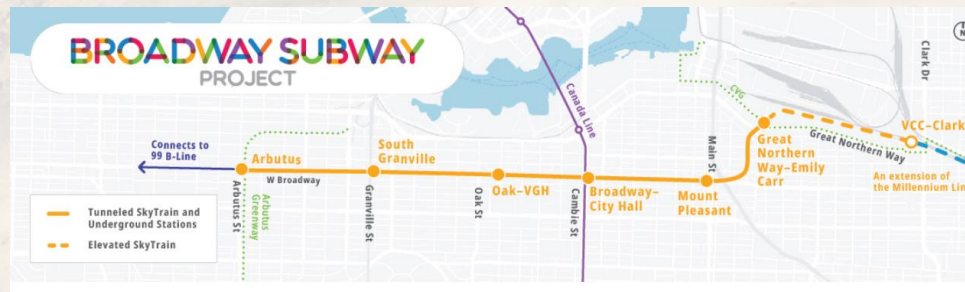 BROADWAY SUBWAY
PROJECT
Connects to
99 B-Line
Arbutus
W Broadway
Arbutus St
Arbutus
Greenway
South
Granville
Granville St
Oak-VGH
Oak St
Canada Line
Cambie St
Broadway–
City Hall
Main St
Mount
Pleasant
CVG
Great
Northern
Way–Emily
Carr
Great Northern Way
Clark Dr
VCC–Clark
An extension of
the Millennium Lin
Tunneled SkyTrain and
Underground Stations
Elevated SkyTrain